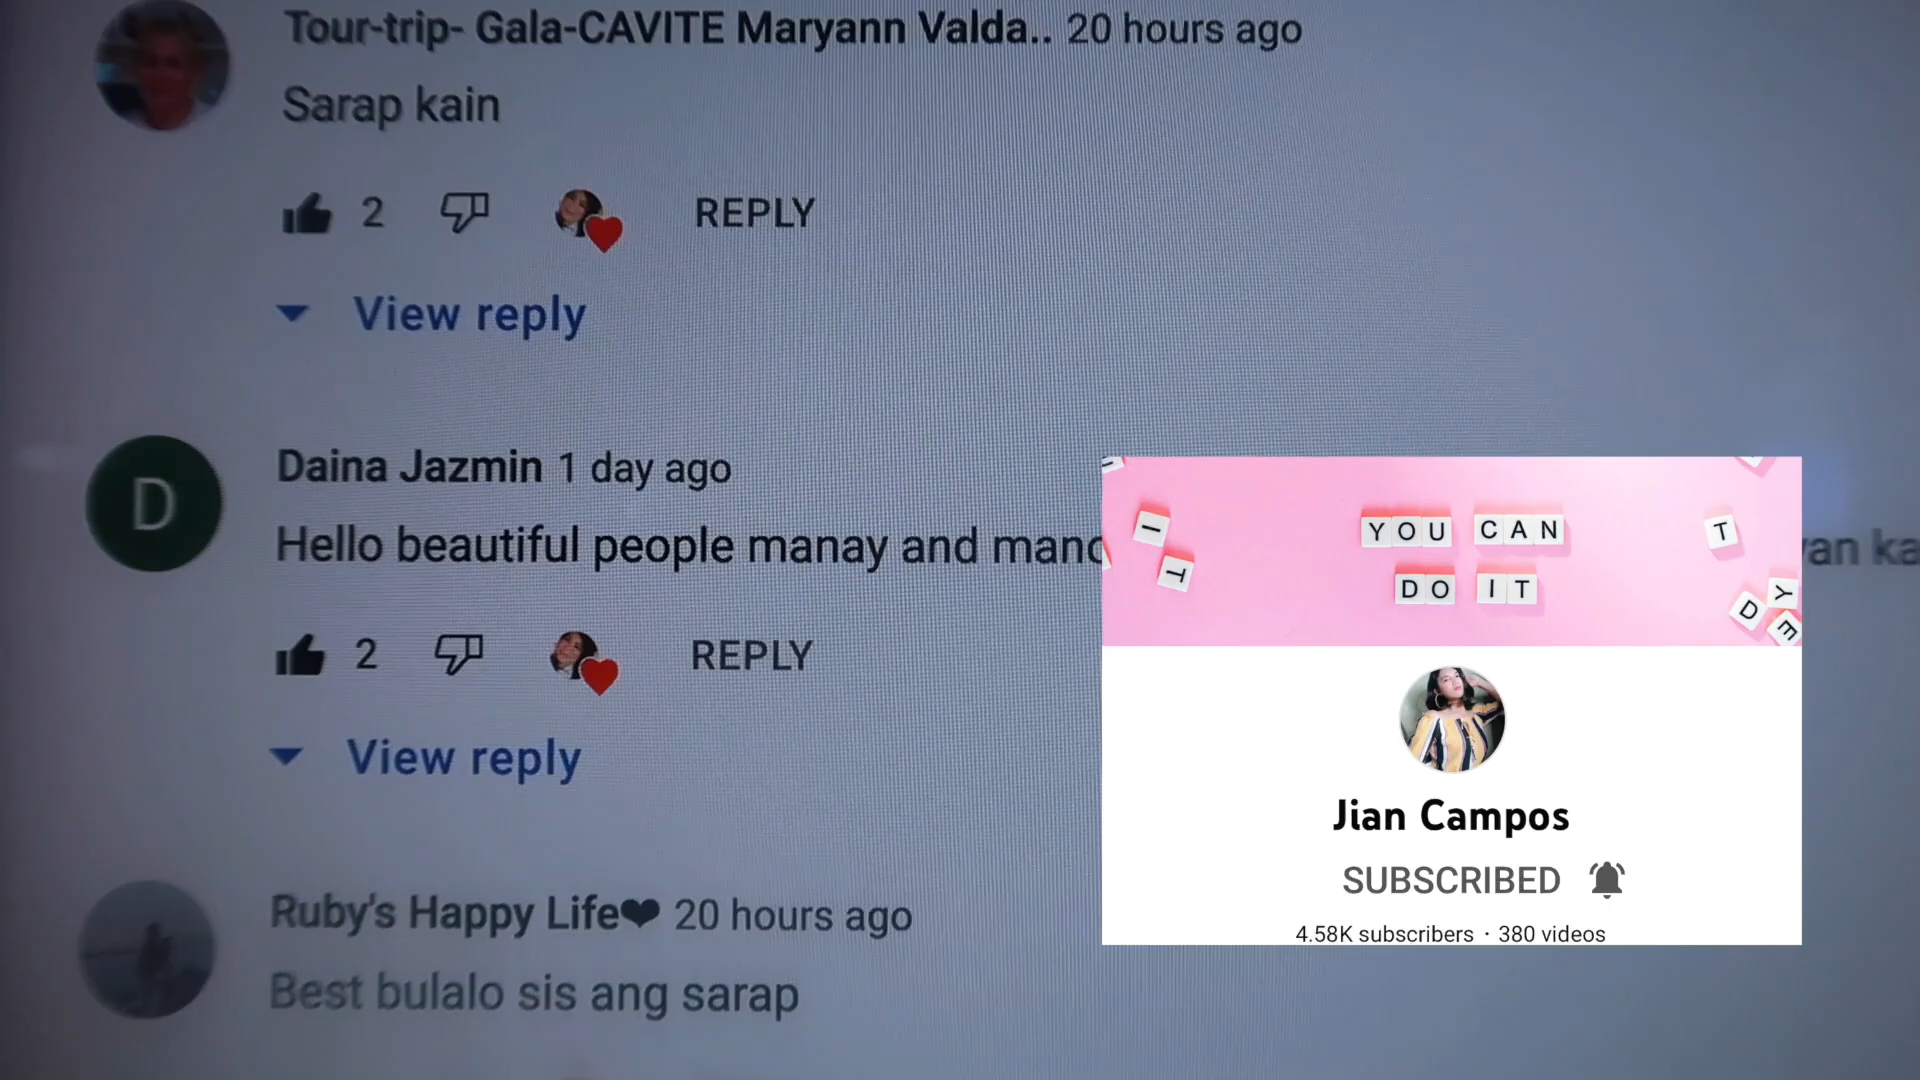 Tour-trip- Gala-CAVITE Maryann Valda.. 20 hours ago
Sarap kain
2 REPLY
View reply
D
Daina Jazmin 1 day ago
Hello beautiful people manay and man
an ka
2 REPLY
View reply
Ruby's Happy Life❤ 20 hours ago
Best bulalo sis ang sarap
I T
YOU CAN
DO IT
T
D Y E
Jian Campos
SUBSCRIBED
4.58K subscribers · 380 videos